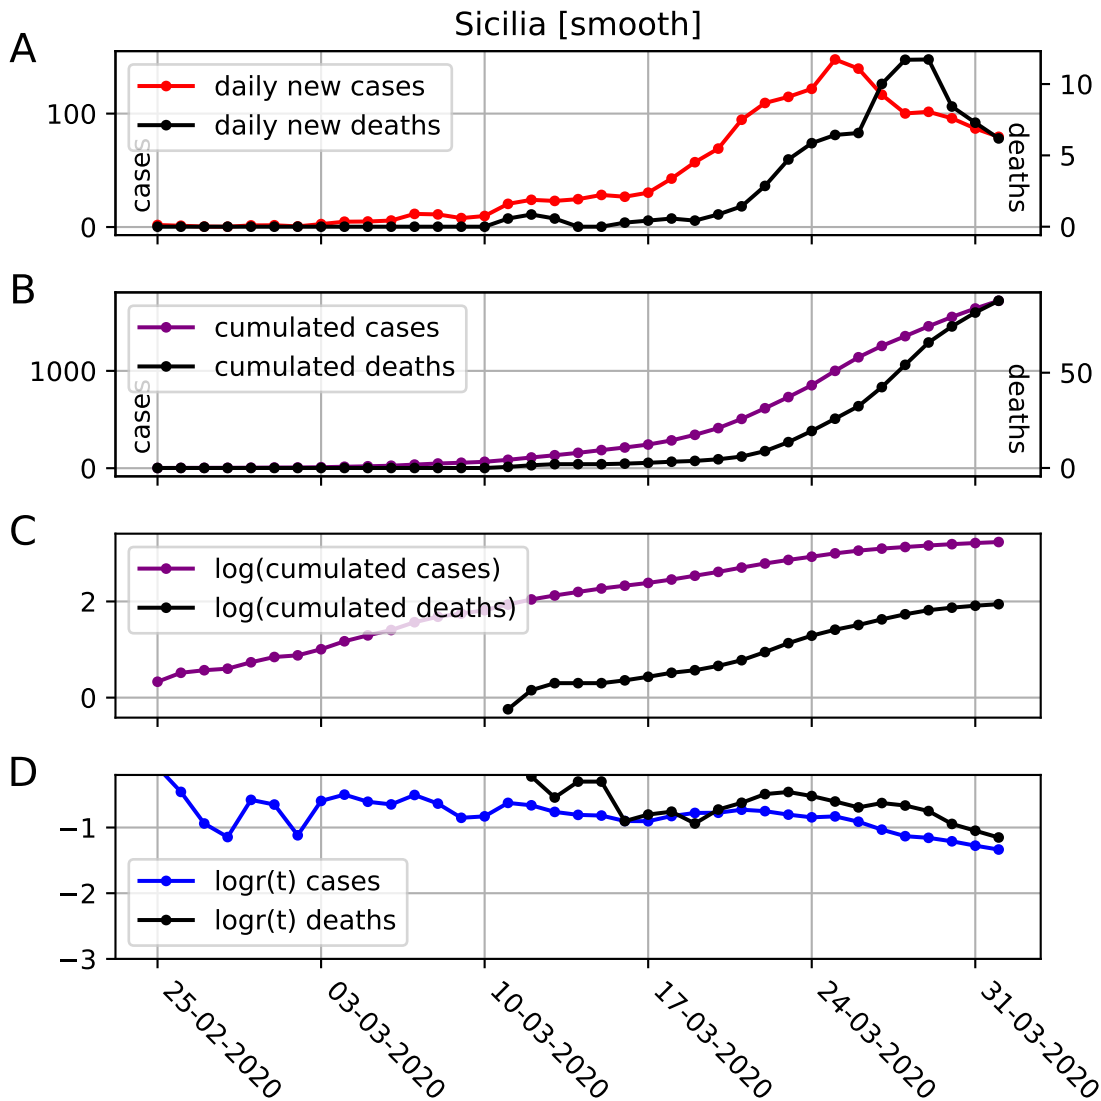 Sicilia [smooth]
A
daily new cases
daily new deaths
100
0
cases
10
5
0
deaths
B
cumulated cases
cumulated deaths
1000
0
cases
50
0
deaths
C
log(cumulated cases)
log(cumulated deaths)
2
0
D
logr(t) cases
logr(t) deaths
−1
−2
−3
25-02-2020
03-03-2020
10-03-2020
17-03-2020
24-03-2020
31-03-2020